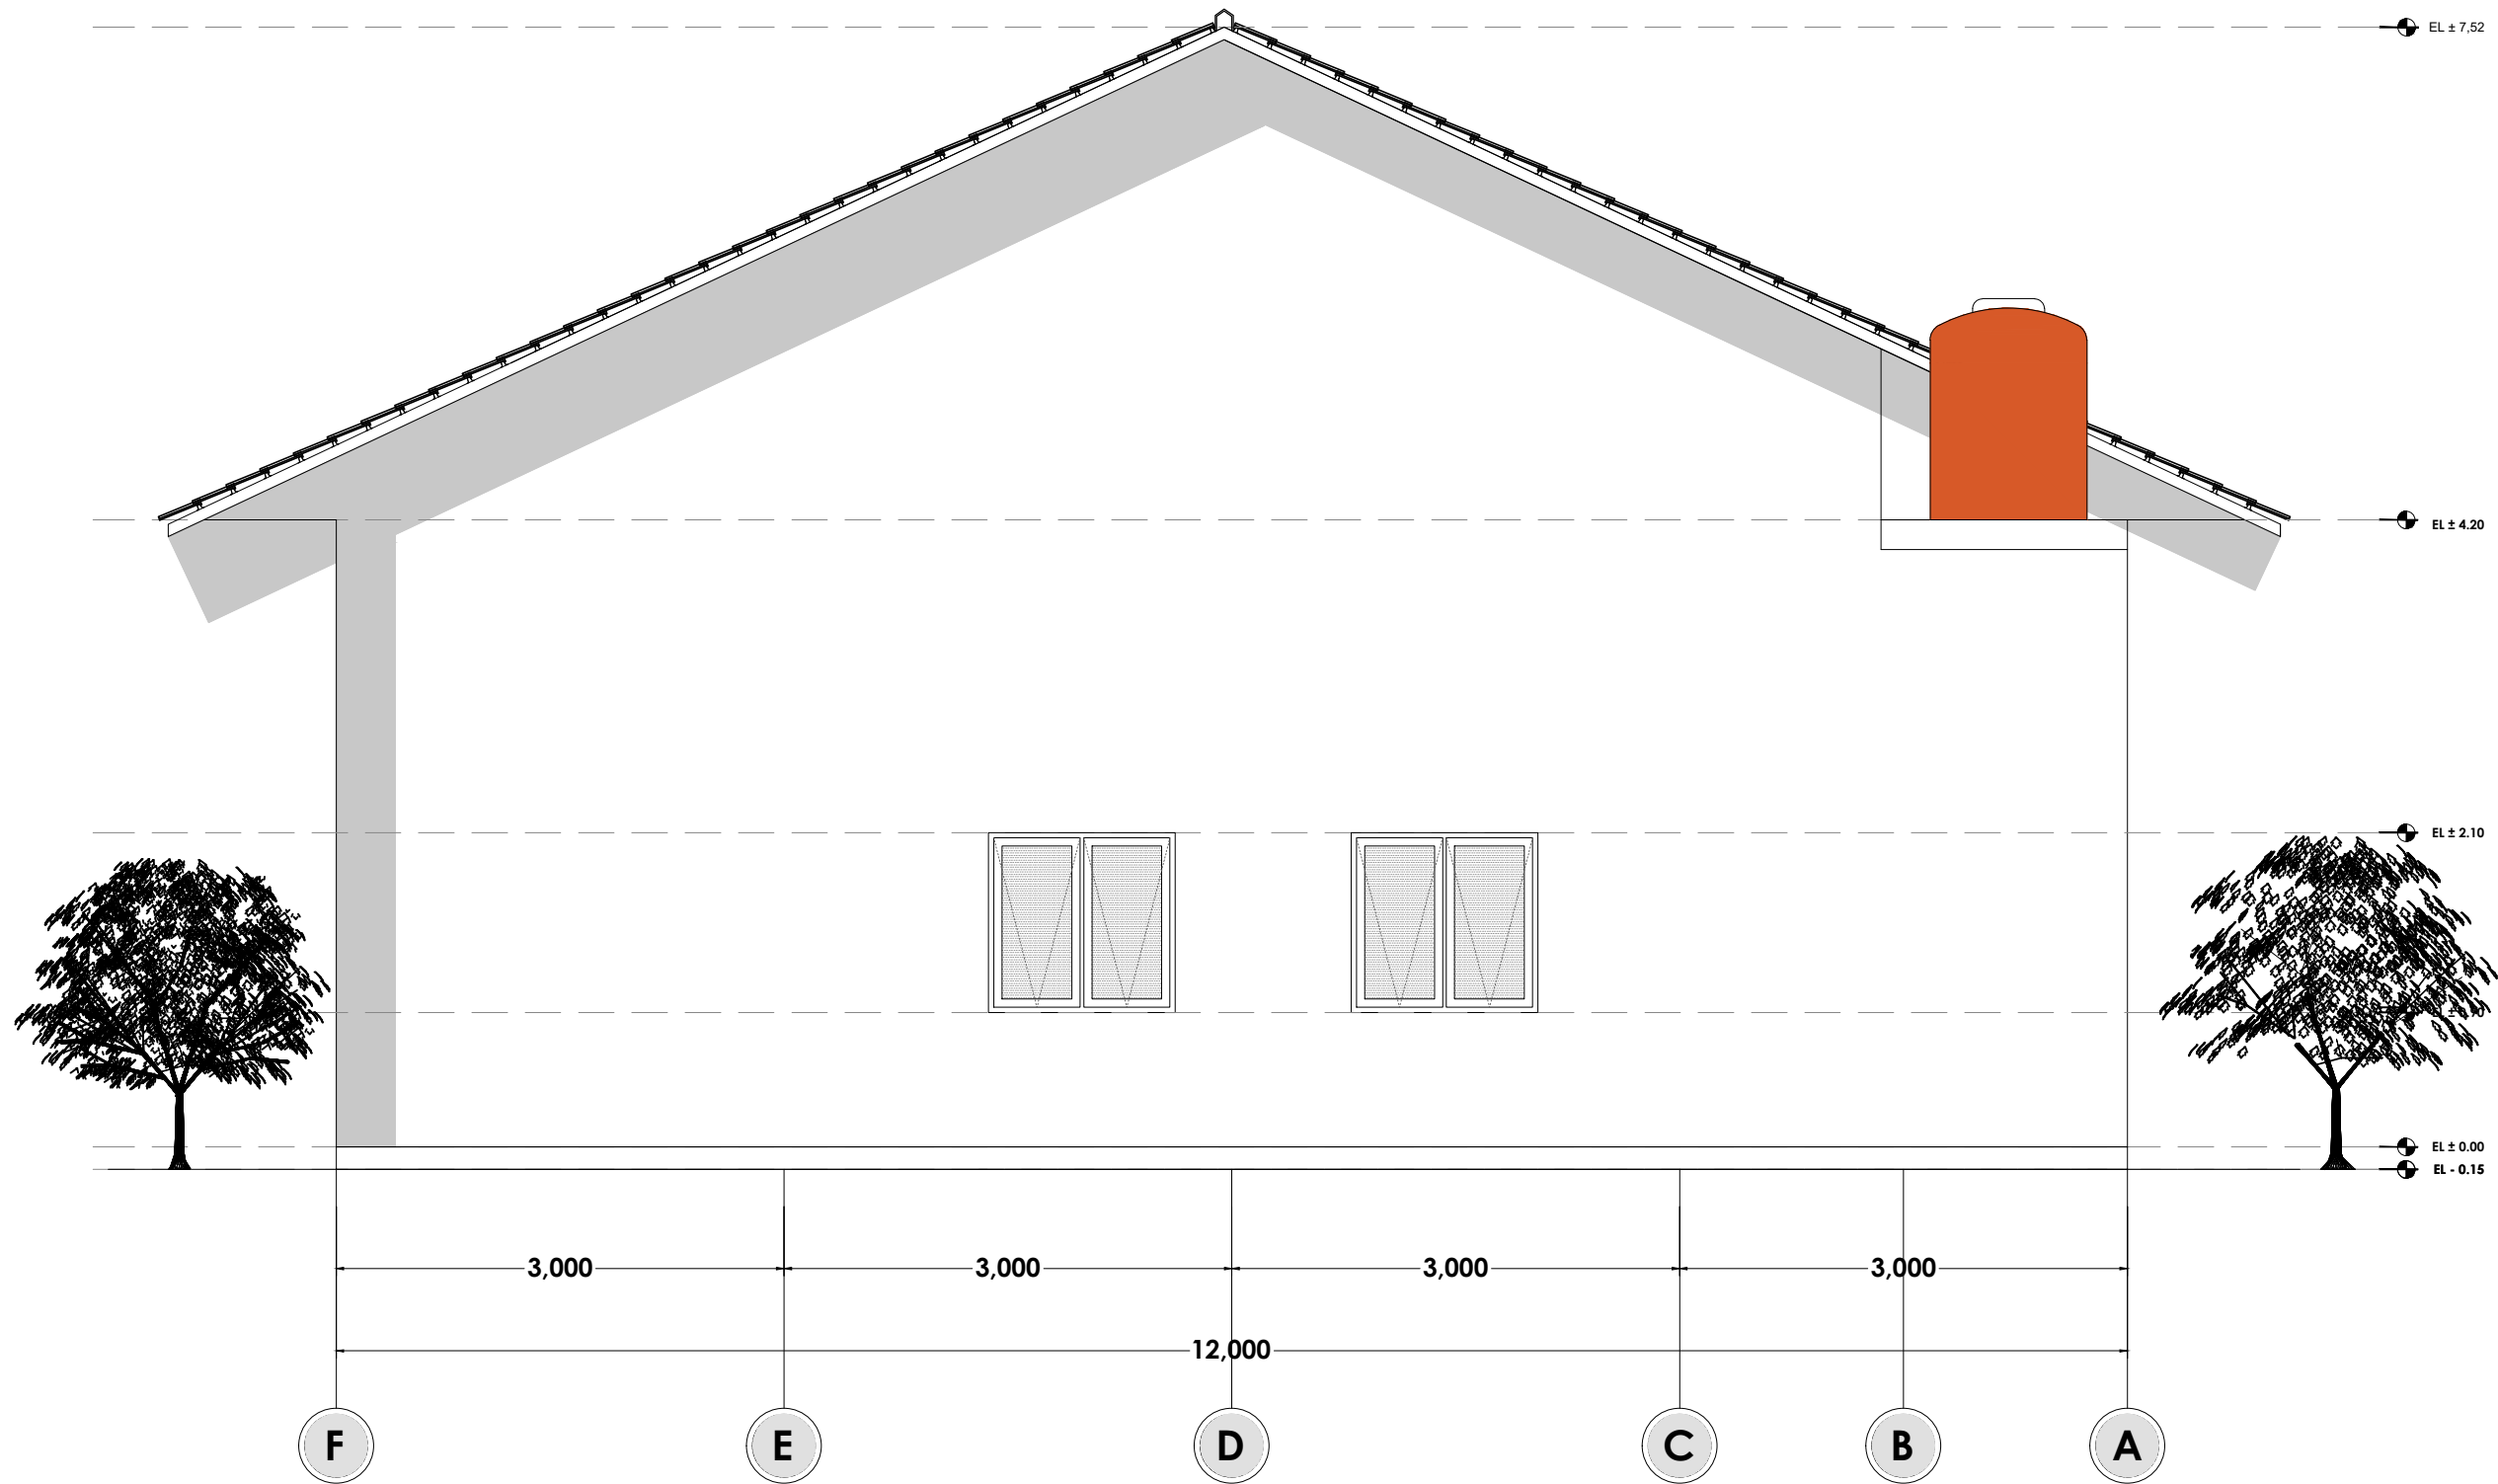 EL ± 7,52
EL ± 4.20
EL ± 2.10
EL ± 0.00
EL - 0.15
3,000 3,000 3,000 3,000
12,000
F E D C B A